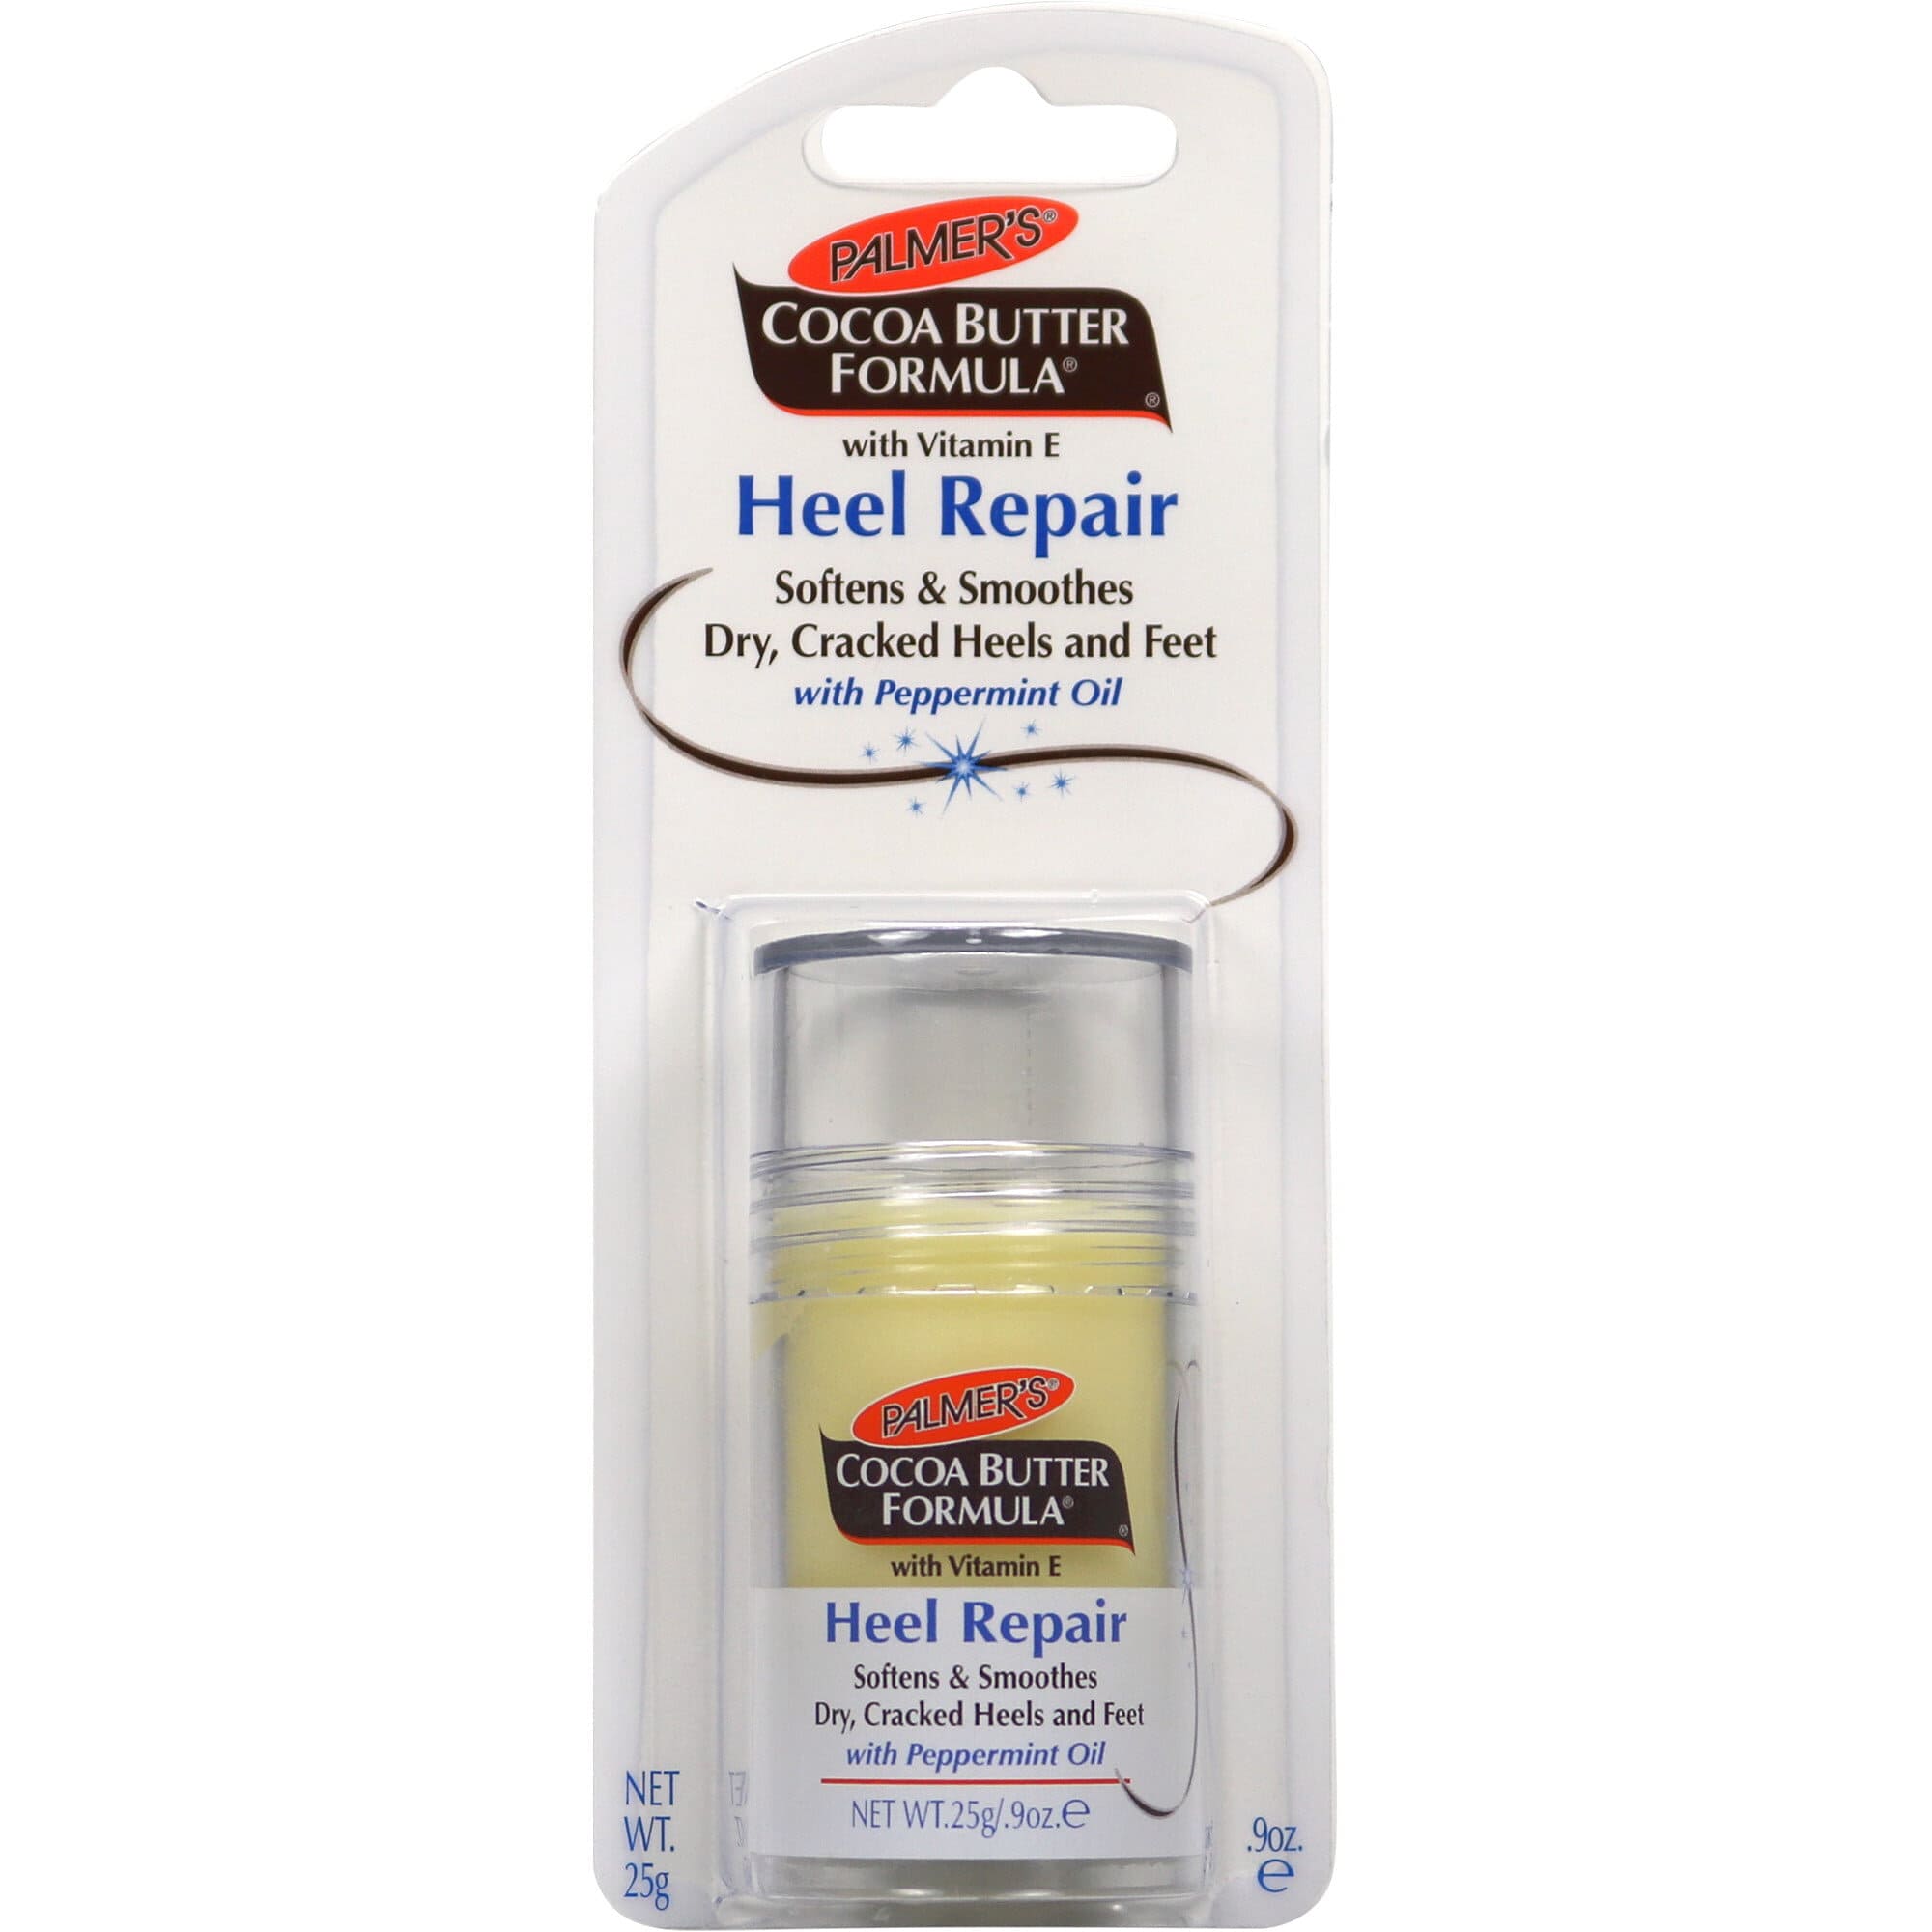 PALMER'S®
COCOA BUTTER
FORMULA®
®
with Vitamin E
Heel Repair
Softens & Smoothes
Dry, Cracked Heels and Feet
with Peppermint Oil
PALMER'S®
COCOA BUTTER
FORMULA®
®
with Vitamin E
Heel Repair
Softens & Smoothes
Dry, Cracked Heels and Feet
with Peppermint Oil
NET WT.25g/.9oz.℮
NET
WT.
25g
.9oz.
℮